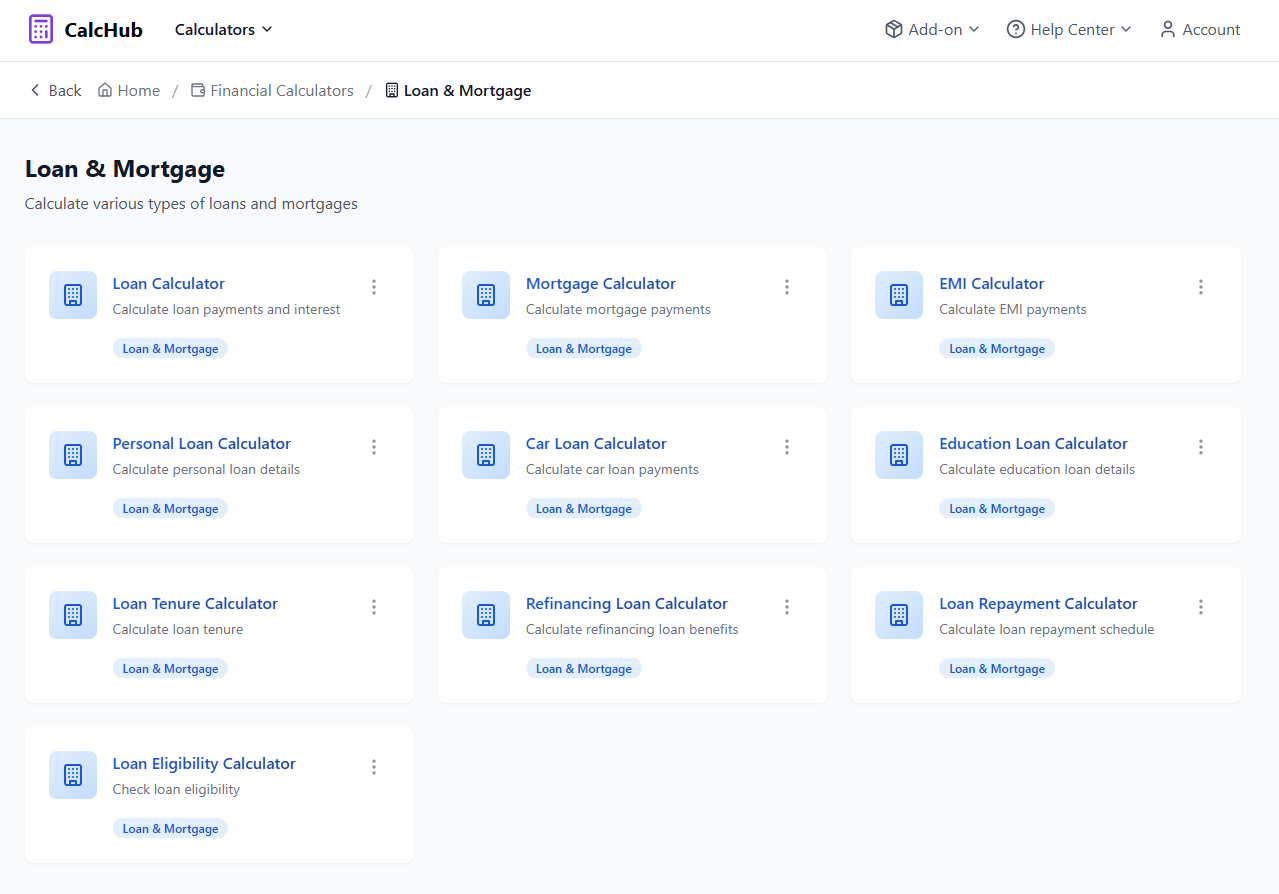 CalcHub Calculators Add-on Help Center Account
Back Home / Financial Calculators / Loan & Mortgage
Loan & Mortgage
Calculate various types of loans and mortgages
Loan Calculator
Calculate loan payments and interest
Loan & Mortgage
Mortgage Calculator
Calculate mortgage payments
Loan & Mortgage
EMI Calculator
Calculate EMI payments
Loan & Mortgage
Personal Loan Calculator
Calculate personal loan details
Loan & Mortgage
Car Loan Calculator
Calculate car loan payments
Loan & Mortgage
Education Loan Calculator
Calculate education loan details
Loan & Mortgage
Loan Tenure Calculator
Calculate loan tenure
Loan & Mortgage
Refinancing Loan Calculator
Calculate refinancing loan benefits
Loan & Mortgage
Loan Repayment Calculator
Calculate loan repayment schedule
Loan & Mortgage
Loan Eligibility Calculator
Check loan eligibility
Loan & Mortgage